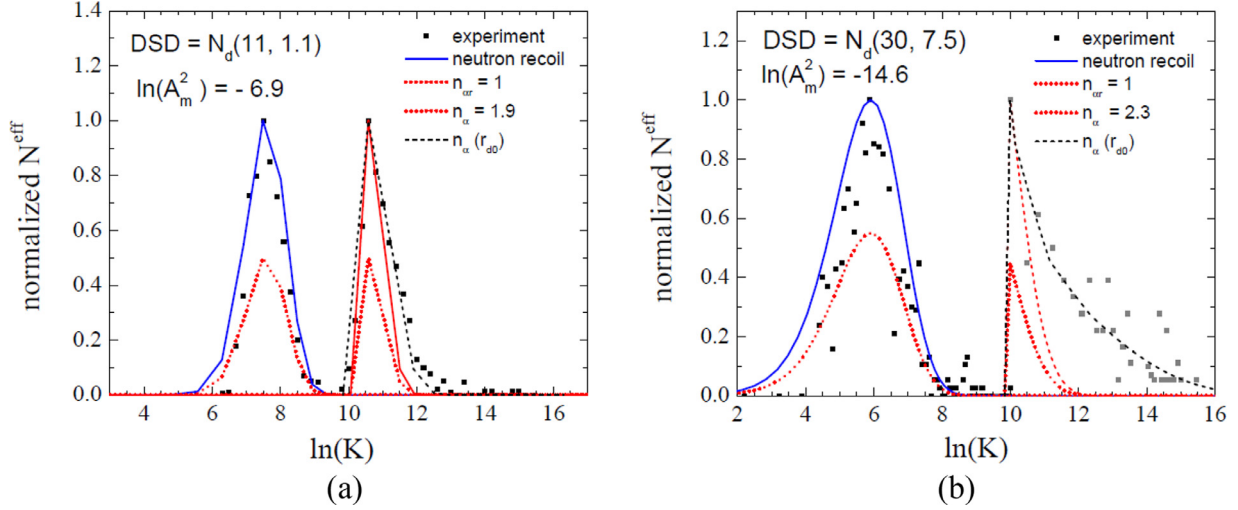 DSD = N_d(11, 1.1)
ln(A_m^2) = - 6.9
experiment
neutron recoil
n_αr = 1
n_α = 1.9
n_α (r_d0)
1.4
1.2
1.0
0.8
0.6
0.4
0.2
0.0
normalized N^eff
4 6 8 10 12 14 16
ln(K)
(a)
DSD = N_d(30, 7.5)
ln(A_m^2) = -14.6
experiment
neutron recoil
n_αr = 1
n_α = 2.3
n_α (r_d0)
1.2
1.0
0.8
0.6
0.4
0.2
0.0
normalized N^eff
2 4 6 8 10 12 14 16
ln(K)
(b)